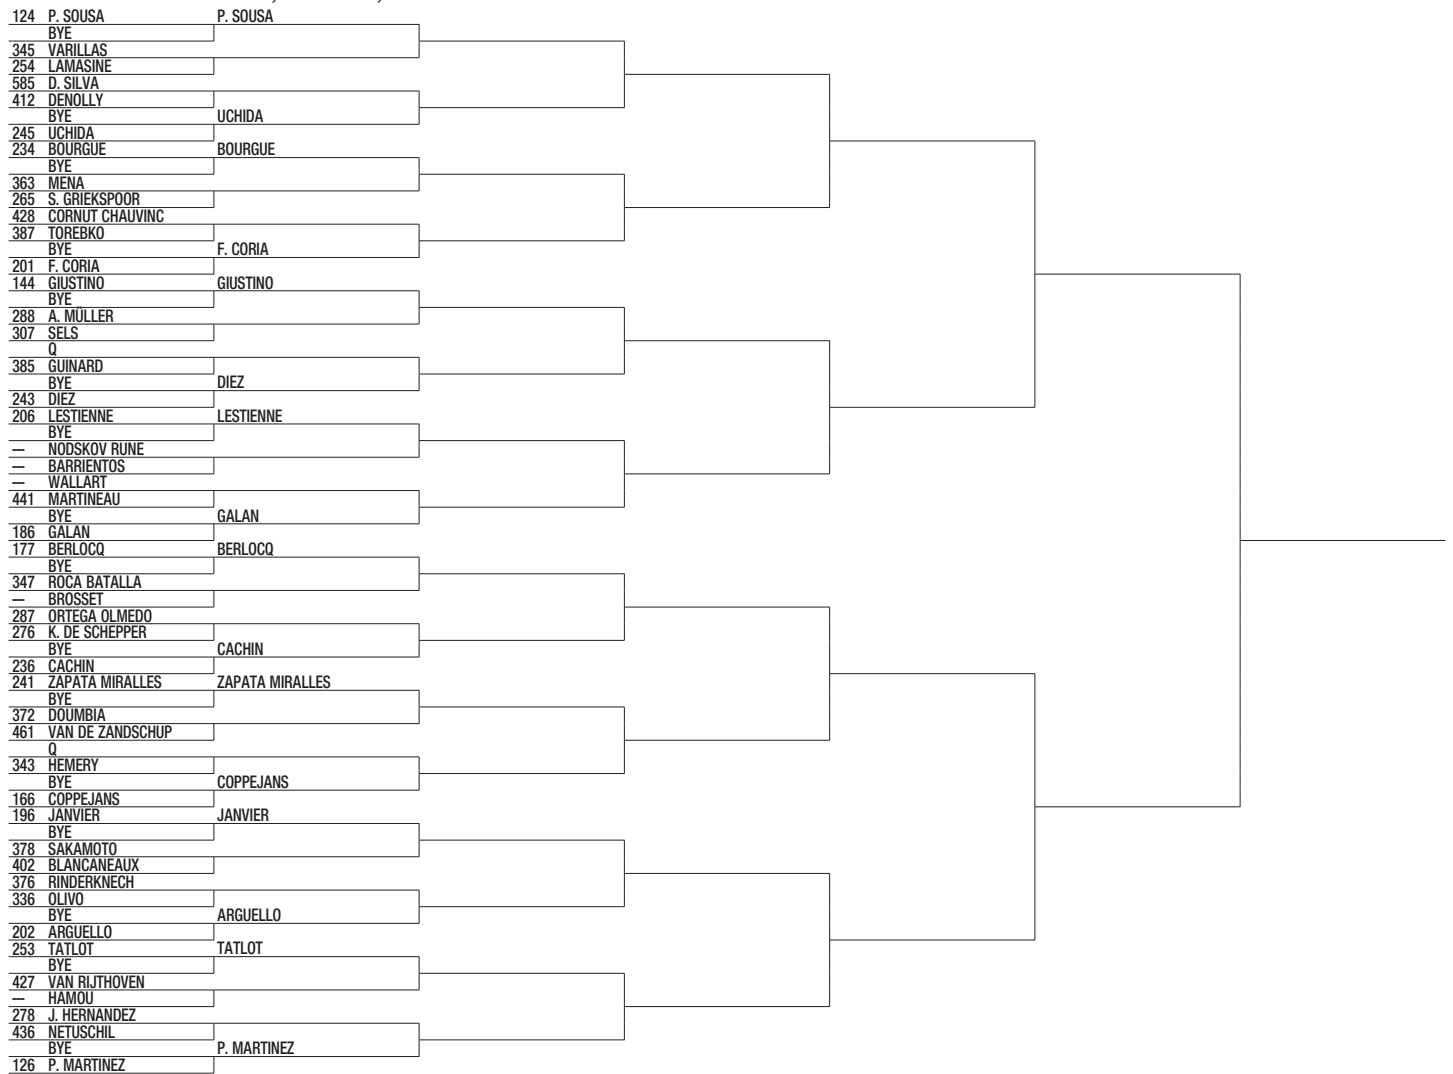 124 P. SOUSA P. SOUSA
BYE
345 VARILLAS
254 LAMASINE
585 D. SILVA
412 DENOLLY
BYE UCHIDA
245 UCHIDA
234 BOURGUE BOURGUE
BYE
363 MENA
265 S. GRIEKSPOOR
428 CORNUT CHAUVINC
387 TOREBKO
BYE F. CORIA
201 F. CORIA
144 GIUSTINO GIUSTINO
BYE
288 A. MÜLLER
307 SELS
Q
385 GUINARD
BYE DIEZ
243 DIEZ
206 LESTIENNE LESTIENNE
BYE
— NODSKOV RUNE
— BARRIENTOS
— WALLART
441 MARTINEAU
BYE GALAN
186 GALAN
177 BERLOCQ BERLOCQ
BYE
347 ROCA BATALLA
— BROSSET
287 ORTEGA OLMEDO
276 K. DE SCHEPPER
BYE CACHIN
236 CACHIN
241 ZAPATA MIRALLES ZAPATA MIRALLES
BYE
372 DOUMBIA
461 VAN DE ZANDSCHUP
Q
343 HEMERY
BYE COPPEJANS
166 COPPEJANS
196 JANVIER JANVIER
BYE
378 SAKAMOTO
402 BLANCANEAUX
376 RINDERKNECH
336 OLIVO
BYE ARGUELLO
202 ARGUELLO
253 TATLOT TATLOT
BYE
427 VAN RIJTHOVEN
— HAMOU
278 J. HERNANDEZ
436 NETUSCHIL
BYE P. MARTINEZ
126 P. MARTINEZ